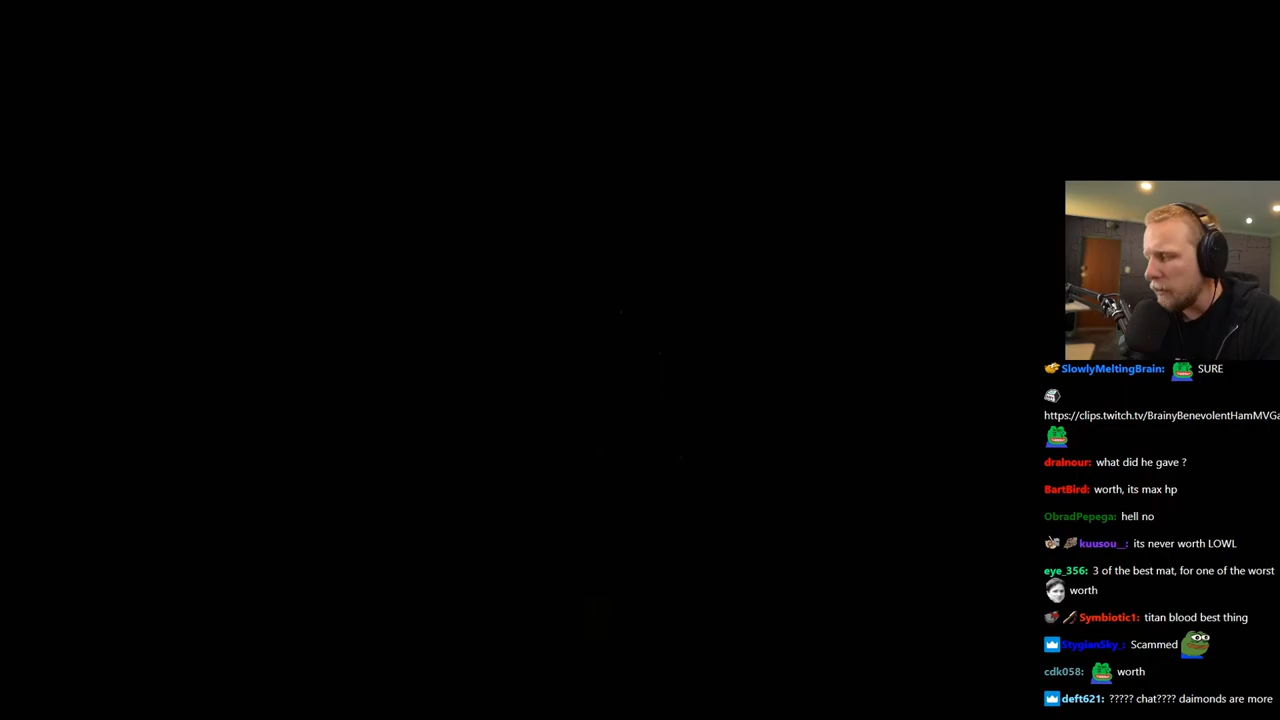 SlowlyMeltingBrain: SURE
https://clips.twitch.tv/BrainyBenevolentHamMVGa
drainour: what did he gave ?
BartBird: worth, its max hp
ObradPepega: hell no
kuusou__: its never worth LOWL
eye_356: 3 of the best mat, for one of the worst
worth
Symbiotic1: titan blood best thing
StygianSky_: Scammed
cdk058: worth
deft621: ????? chat???? daimonds are more